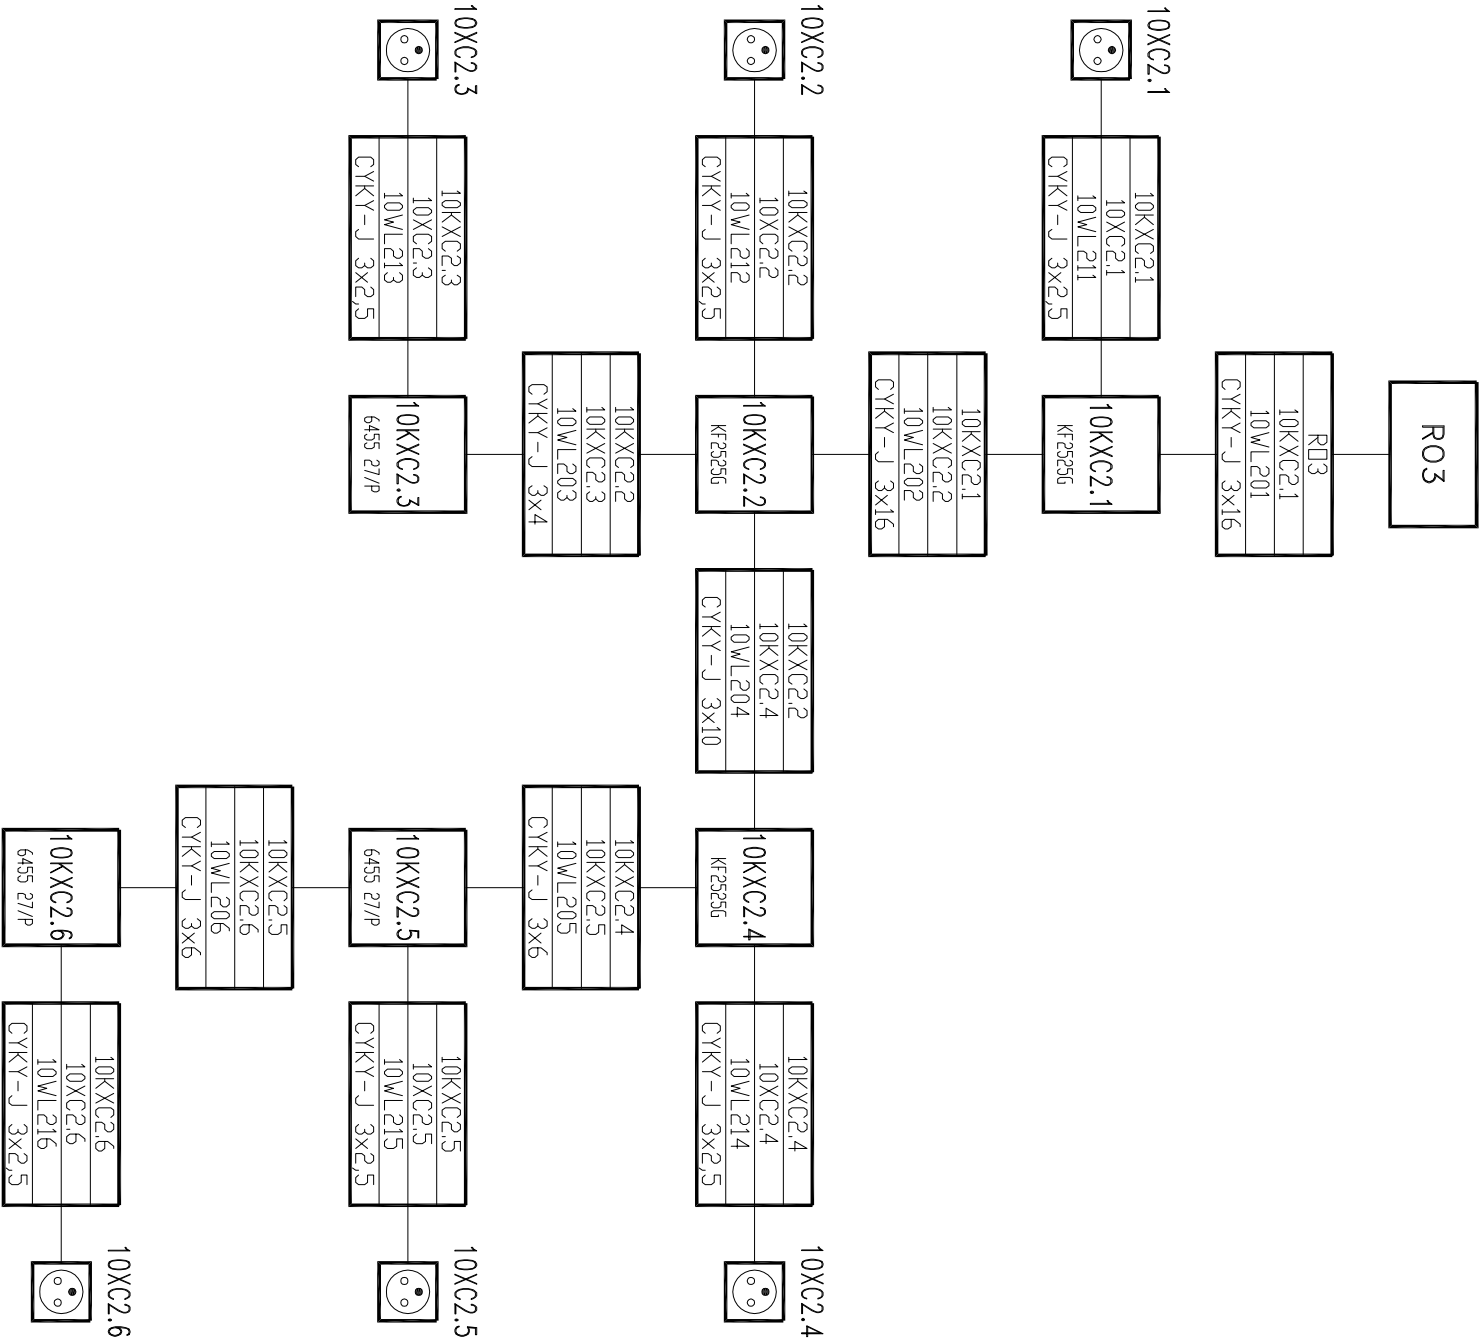 RO3
RO3
10KXC2.1
10WL201
CYKY-J 3x16
10XC2.1
10KXC2.1
10XC2.1
10WL211
CYKY-J 3x2,5
10KXC2.1
KF2525G
10KXC2.1
10KXC2.2
10WL202
CYKY-J 3x16
10XC2.2
10KXC2.2
10XC2.2
10WL212
CYKY-J 3x2,5
10KXC2.2
KF2525G
10KXC2.2
10KXC2.4
10WL204
CYKY-J 3x10
10KXC2.4
KF2525G
10KXC2.4
10XC2.4
10WL214
CYKY-J 3x2,5
10XC2.4
10KXC2.2
10KXC2.3
10WL203
CYKY-J 3x4
10KXC2.4
10KXC2.5
10WL205
CYKY-J 3x6
10XC2.3
10KXC2.3
10XC2.3
10WL213
CYKY-J 3x2,5
10KXC2.3
6455 27/P
10KXC2.5
6455 27/P
10KXC2.5
10XC2.5
10WL215
CYKY-J 3x2,5
10XC2.5
10KXC2.5
10KXC2.6
10WL206
CYKY-J 3x6
10KXC2.6
6455 27/P
10KXC2.6
10XC2.6
10WL216
CYKY-J 3x2,5
10XC2.6